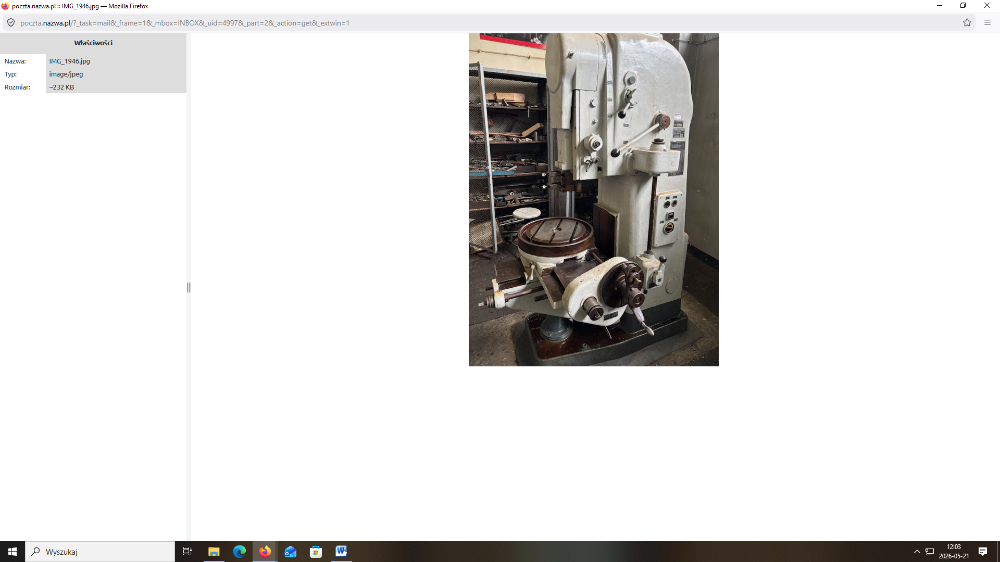 poczta.nazwa.pl :: IMG_1946.jpg — Mozilla Firefox
poczta.nazwa.pl/?_task=mail&_frame=1&_mbox=INBOX&_uid=4997&_part=2&_action=get&_extwin=1
Właściwości
Nazwa: IMG_1946.jpg
Typ: image/jpeg
Rozmiar: ~232 KB
Wyszukaj
12:03
2026-05-21